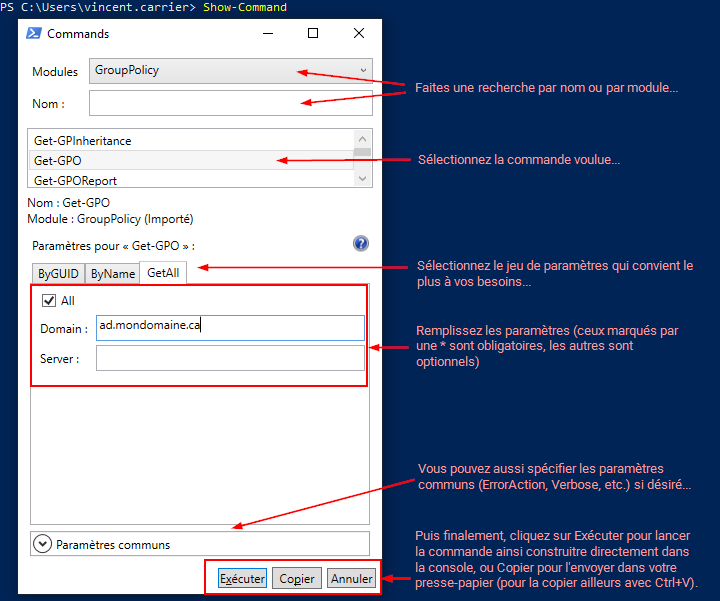 PS C:\Users\vincent.carrier> Show-Command
Commands
Modules
GroupPolicy
Nom :
Faites une recherche par nom ou par module...
Get-GPInheritance
Get-GPO
Get-GPOReport
Sélectionnez la commande voulue...
Nom : Get-GPO
Module : GroupPolicy (Importé)
Paramètres pour « Get-GPO » :
?
ByGUID ByName GetAll
Sélectionnez le jeu de paramètres qui convient le
plus à vos besoins...
All
Domain : ad.mondomaine.ca
Server :
Remplissez les paramètres (ceux marqués par
une * sont obligatoires, les autres sont
optionnels)
Vous pouvez aussi spécifier les paramètres
communs (ErrorAction, Verbose, etc.) si désiré...
Paramètres communs
Puis finalement, cliquez sur Exécuter pour lancer
la commande ainsi construitre directement dans
la console, ou Copier pour l'envoyer dans votre
presse-papier (pour la copier ailleurs avec Ctrl+V).
Exécuter Copier Annuler